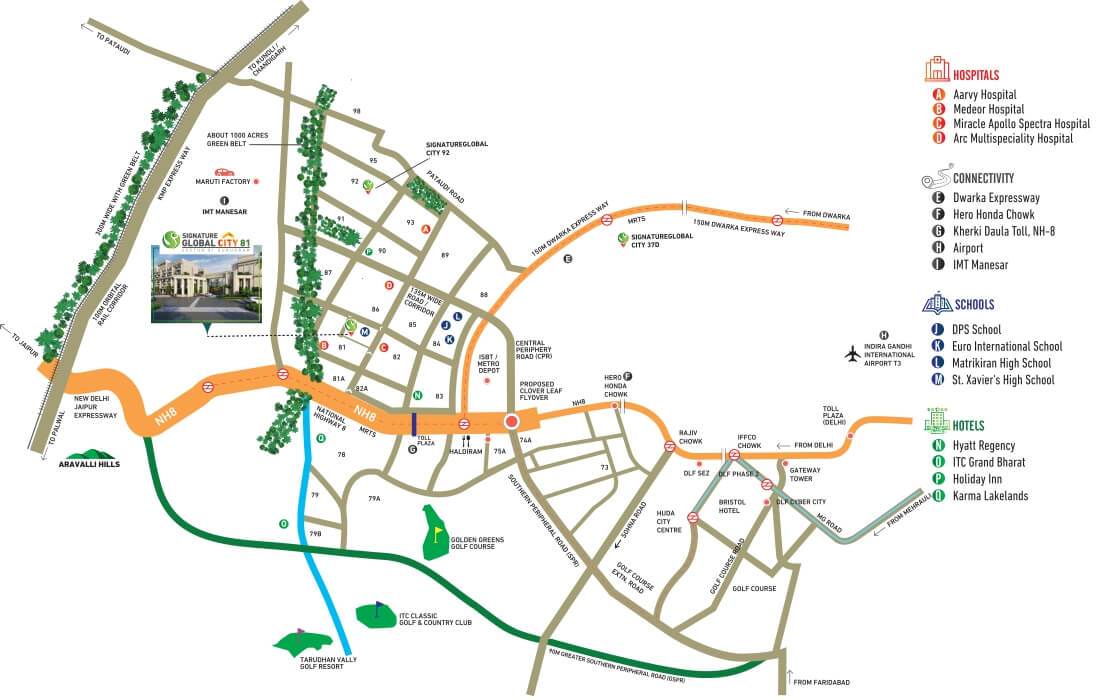 TO PATAUDI
TO KUNDLI /
CHANDIGARH
300M WIDE WITH GREEN BELT
KMP EXPRESS WAY
100M ORBITAL
RAIL CORRIDOR
TO JAIPUR
TO PALWAL
ABOUT 1000 ACRES
GREEN BELT
MARUTI FACTORY
I
IMT MANESAR
SIGNATURE
GLOBAL CITY 81
98
95
92
SIGNATUREGLOBAL
CITY 92
PATAUDI ROAD
91
93
A
P
90
89
87
D
88
86
135M WIDE
ROAD /
CORRIDOR
L
J
K
85
84
M
B
81
C
82
81A
82A
N
83
ISBT /
METRO
DEPOT
CENTRAL
PERIPHERY
ROAD (CPR)
PROPOSED
CLOVER LEAF
FLYOVER
150M DWARKA EXPRESS WAY
MRTS
150M DWARKA EXPRESS WAY
FROM DWARKA
SIGNATUREGLOBAL
CITY 37D
E
H
INDIRA GANDHI
INTERNATIONAL
AIRPORT T3
NEW DELHI
JAIPUR
EXPRESSWAY
NH8
NH8
NATIONAL
HIGHWAY 8
MRTS
TOLL
PLAZA
G
HALDIRAM
75A
74A
NH8
HERO
HONDA
CHOWK
F
RAJIV
CHOWK
IFFCO
CHOWK
FROM DELHI
TOLL
PLAZA
(DELHI)
ARAVALLI HILLS
Q
78
79
79A
79B
O
73
DLF SEZ
DLF PHASE 2
GATEWAY
TOWER
BRISTOL
HOTEL
DLF CYBER CITY
MG ROAD
FROM MEHRAULI
HUDA
CITY
CENTRE
SOHNA ROAD
SOUTHERN PERIPHERAL ROAD (SPR)
GOLF COURSE
EXTN. ROAD
GOLF COURSE ROAD
GOLF COURSE
GOLDEN GREENS
GOLF COURSE
ITC CLASSIC
GOLF & COUNTRY CLUB
TARUDHAN VALLY
GOLF RESORT
90M GREATER SOUTHERN PERIPHERAL ROAD (GSPR)
FROM FARIDABAD
HOSPITALS
A Aarvy Hospital
B Medeor Hospital
C Miracle Apollo Spectra Hospital
D Arc Multispeciality Hospital
CONNECTIVITY
E Dwarka Expressway
F Hero Honda Chowk
G Kherki Daula Toll, NH-8
H Airport
I IMT Manesar
SCHOOLS
J DPS School
K Euro International School
L Matrikiran High School
M St. Xavier's High School
HOTELS
N Hyatt Regency
O ITC Grand Bharat
P Holiday Inn
Q Karma Lakelands